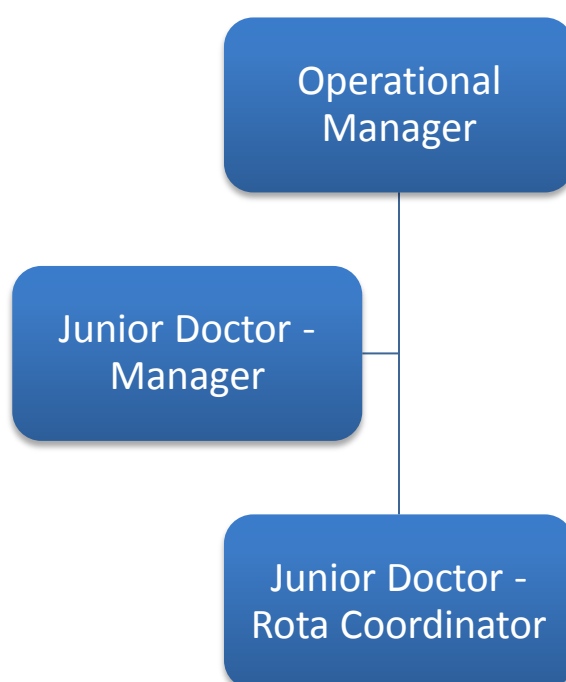 Operational
Manager
Junior Doctor -
Manager
Junior Doctor -
Rota Coordinator